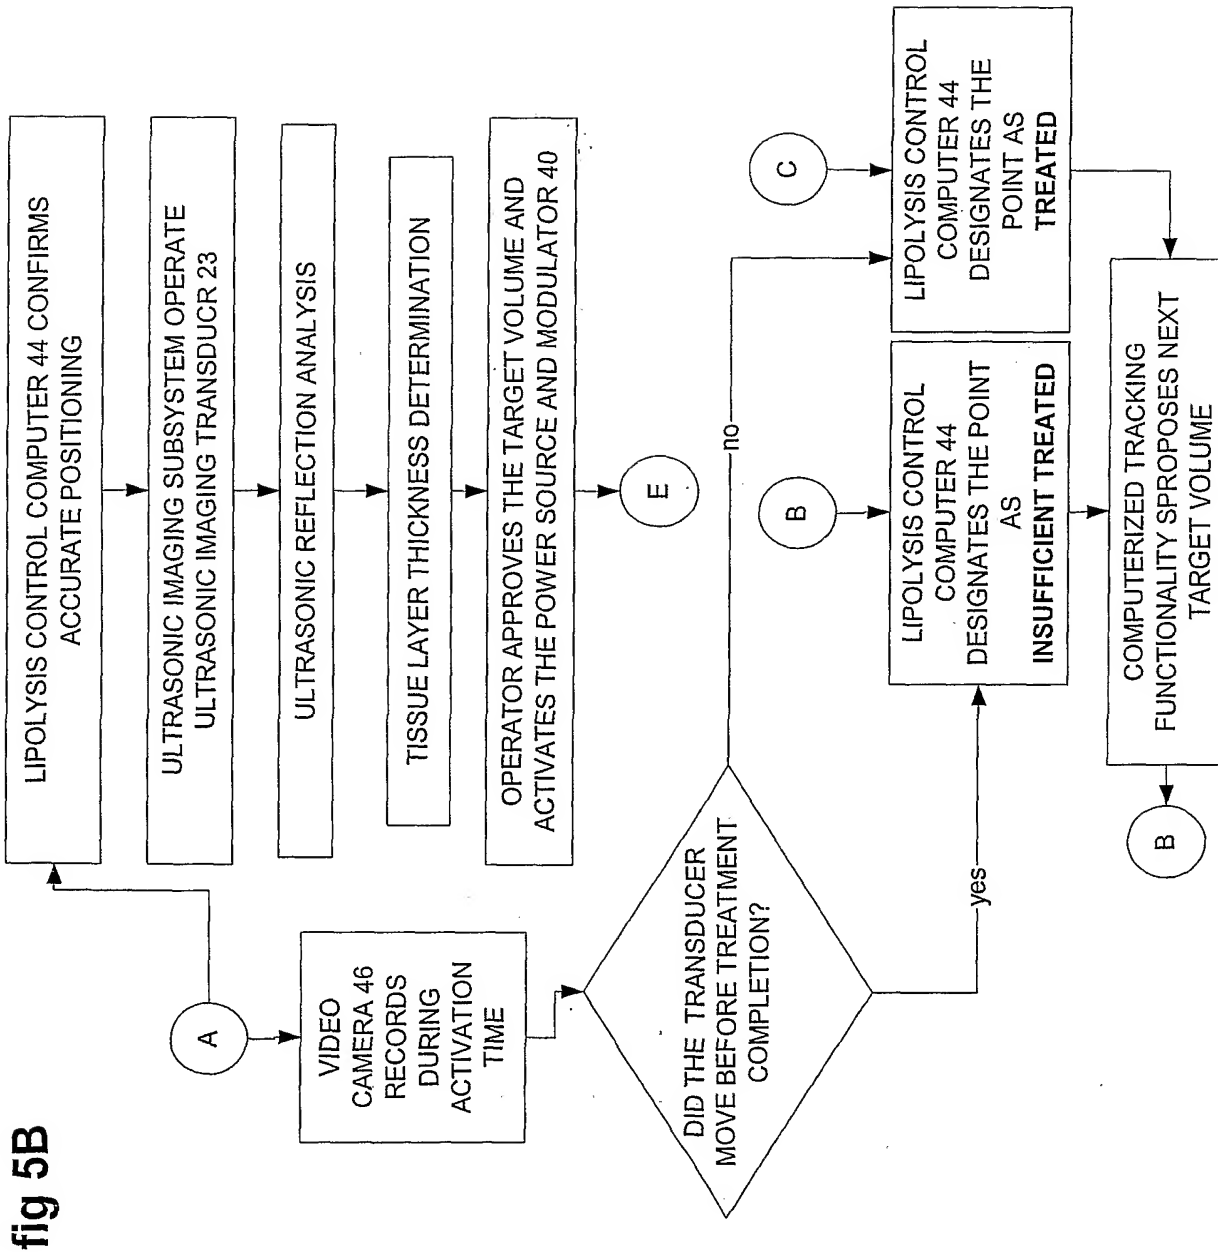 fig 5B
A
LIPOLYSIS CONTROL COMPUTER 44 CONFIRMS
ACCURATE POSITIONING
ULTRASONIC IMAGING SUBSYSTEM OPERATE
ULTRASONIC IMAGING TRANSDUCR 23
ULTRASONIC REFLECTION ANALYSIS
TISSUE LAYER THICKNESS DETERMINATION
OPERATOR APPROVES THE TARGET VOLUME AND
ACTIVATES THE POWER SOURCE AND MODULATOR 40
E
VIDEO
CAMERA 46
RECORDS
DURING
ACTIVATION
TIME
DID THE TRANSDUCER
MOVE BEFORE TREATMENT
COMPLETION?
no
yes
B
C
LIPOLYSIS CONTROL
COMPUTER 44
DESIGNATES THE POINT
AS
INSUFFICIENT TREATED
LIPOLYSIS CONTROL
COMPUTER 44
DESIGNATES THE
POINT AS
TREATED
COMPUTERIZED TRACKING
FUNCTIONALITY SPROPOSES NEXT
TARGET VOLUME
B